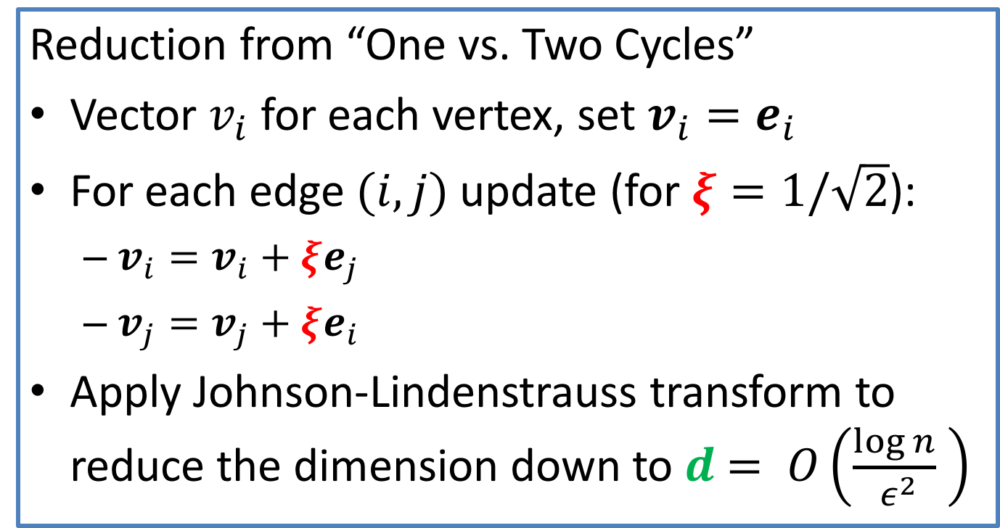 Reduction from “One vs. Two Cycles”
• Vector $v_i$ for each vertex, set $\boldsymbol{v}_i = \boldsymbol{e}_i$
• For each edge $(i, j)$ update (for $\boldsymbol{\xi} = 1/\sqrt{2}$):
– $\boldsymbol{v}_i = \boldsymbol{v}_i + \boldsymbol{\xi} \boldsymbol{e}_j$
– $\boldsymbol{v}_j = \boldsymbol{v}_j + \boldsymbol{\xi} \boldsymbol{e}_i$
• Apply Johnson-Lindenstrauss transform to
reduce the dimension down to $\boldsymbol{d} = O\left(\frac{\log n}{\epsilon^2}\right)$